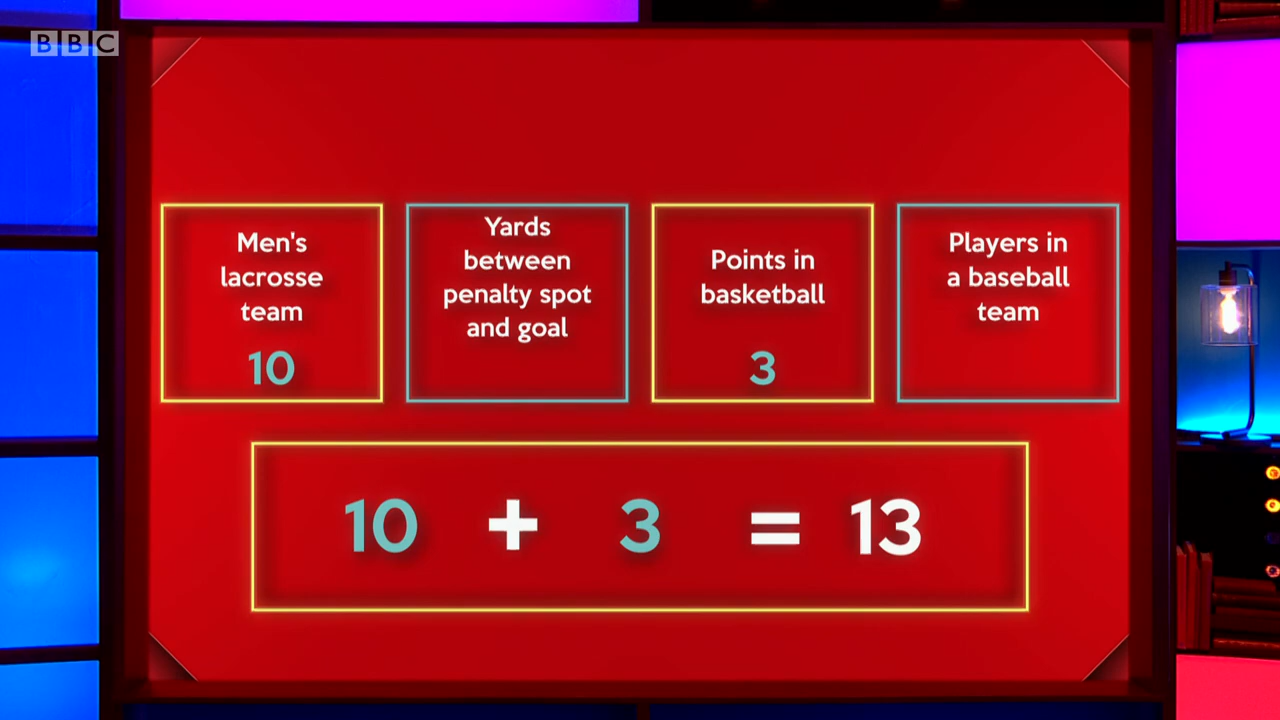 BBC
Men's
lacrosse
team
10
Yards
between
penalty spot
and goal
Points in
basketball
3
Players in
a baseball
team
10 + 3 = 13